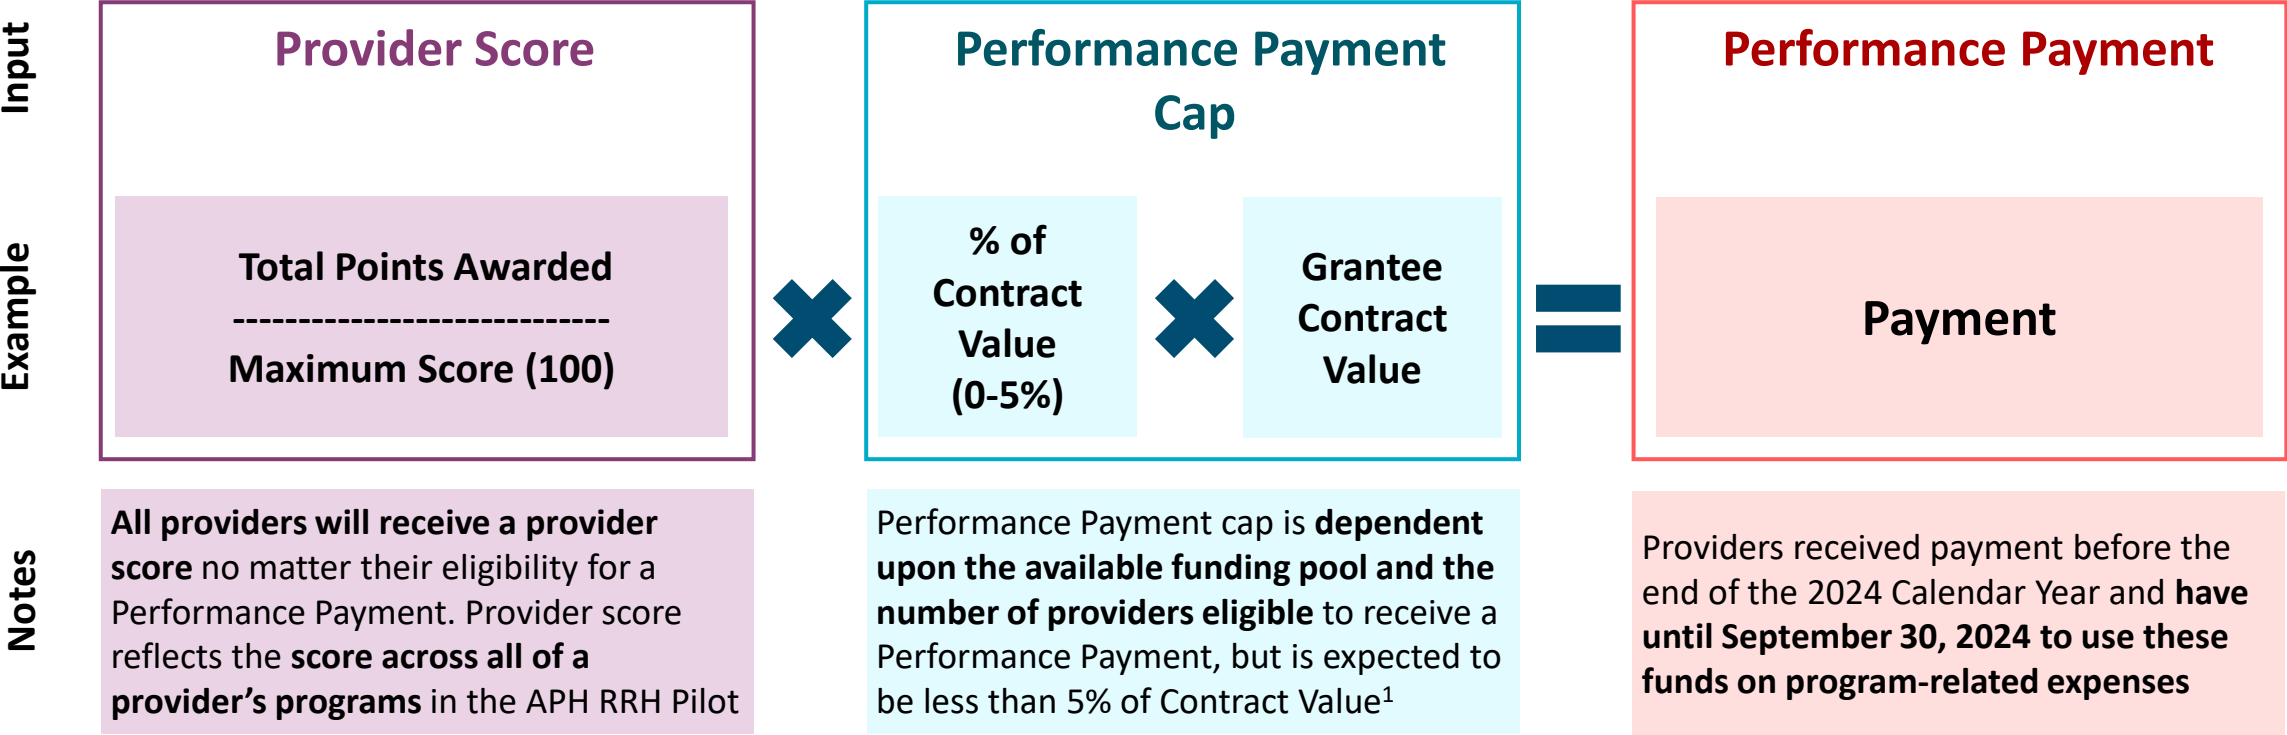 Input
Provider Score
Performance Payment
Cap
Performance Payment
Example
Total Points Awarded
-----------------------------
Maximum Score (100)
% of
Contract
Value
(0-5%)
Grantee
Contract
Value
Payment
Notes
All providers will receive a provider
score no matter their eligibility for a
Performance Payment. Provider score
reflects the score across all of a
provider's programs in the APH RRH Pilot
Performance Payment cap is dependent
upon the available funding pool and the
number of providers eligible to receive a
Performance Payment, but is expected to
be less than 5% of Contract Value¹
Providers received payment before the
end of the 2024 Calendar Year and have
until September 30, 2024 to use these
funds on program-related expenses